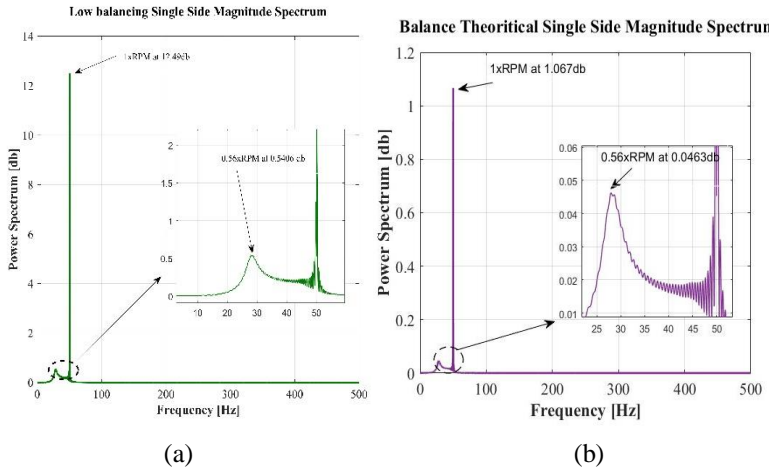 Low balancing Single Side Magnitude Spectrum
14
12
10
8
6
4
2
0
Power Spectrum [db]
1xRPM at 12.49db
2
1.5
1
0.5
0
0.56xRPM at 0.5406 db
10 20 30 40 50
0 100 200 300 400 500
Frequency [Hz]
(a)
Balance Theoritical Single Side Magnitude Spectrum
1.2
1
0.8
0.6
0.4
0.2
0
Power Spectrum [db]
1xRPM at 1.067db
0.06
0.05
0.04
0.03
0.02
0.01
0.56xRPM at 0.0463db
25 30 35 40 45 50
0 100 200 300 400 500
Frequency [Hz]
(b)